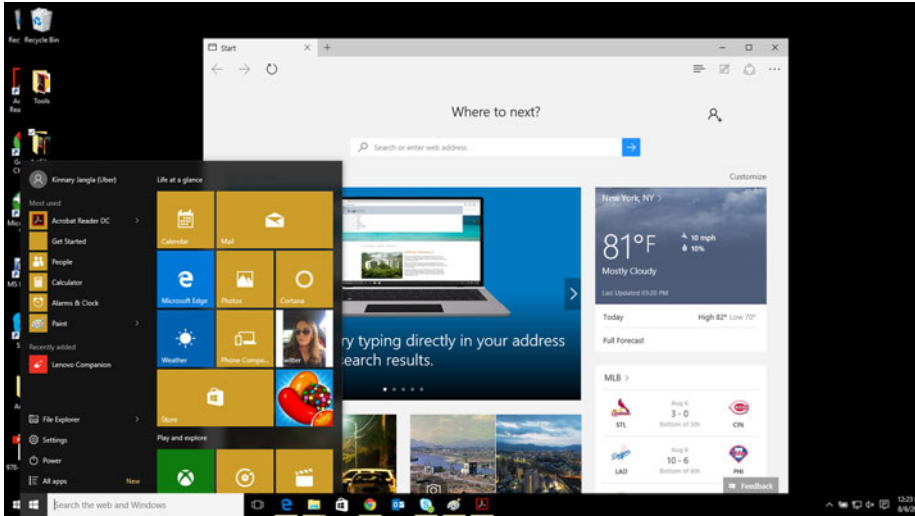 Rec
Recycle Bin
Tools
Start
Where to next?
Search or enter web address
Customize
Kinnary Jangla (Uber)
Life at a glance
Most used
Acrobat Reader DC
Get Started
People
Calculator
Alarms & Clock
Paint
Recently added
Lenovo Companion
File Explorer
Settings
Power
All apps
New
Calendar
Mail
Microsoft Edge
Photos
Cortana
Weather
Phone Compa...
Store
Play and explore
y typing directly in your address
earch results.
New York, NY >
81°F
10 mph
10%
Mostly Cloudy
Last Updated 03:20 PM
Today
High 82° Low 70°
Full Forecast
MLB >
Aug 6
3 - 0
STL
Bottom of 5th
CIN
Aug 6
10 - 6
LAD
Bottom of 6th
PHI
Feedback
Search the web and Windows